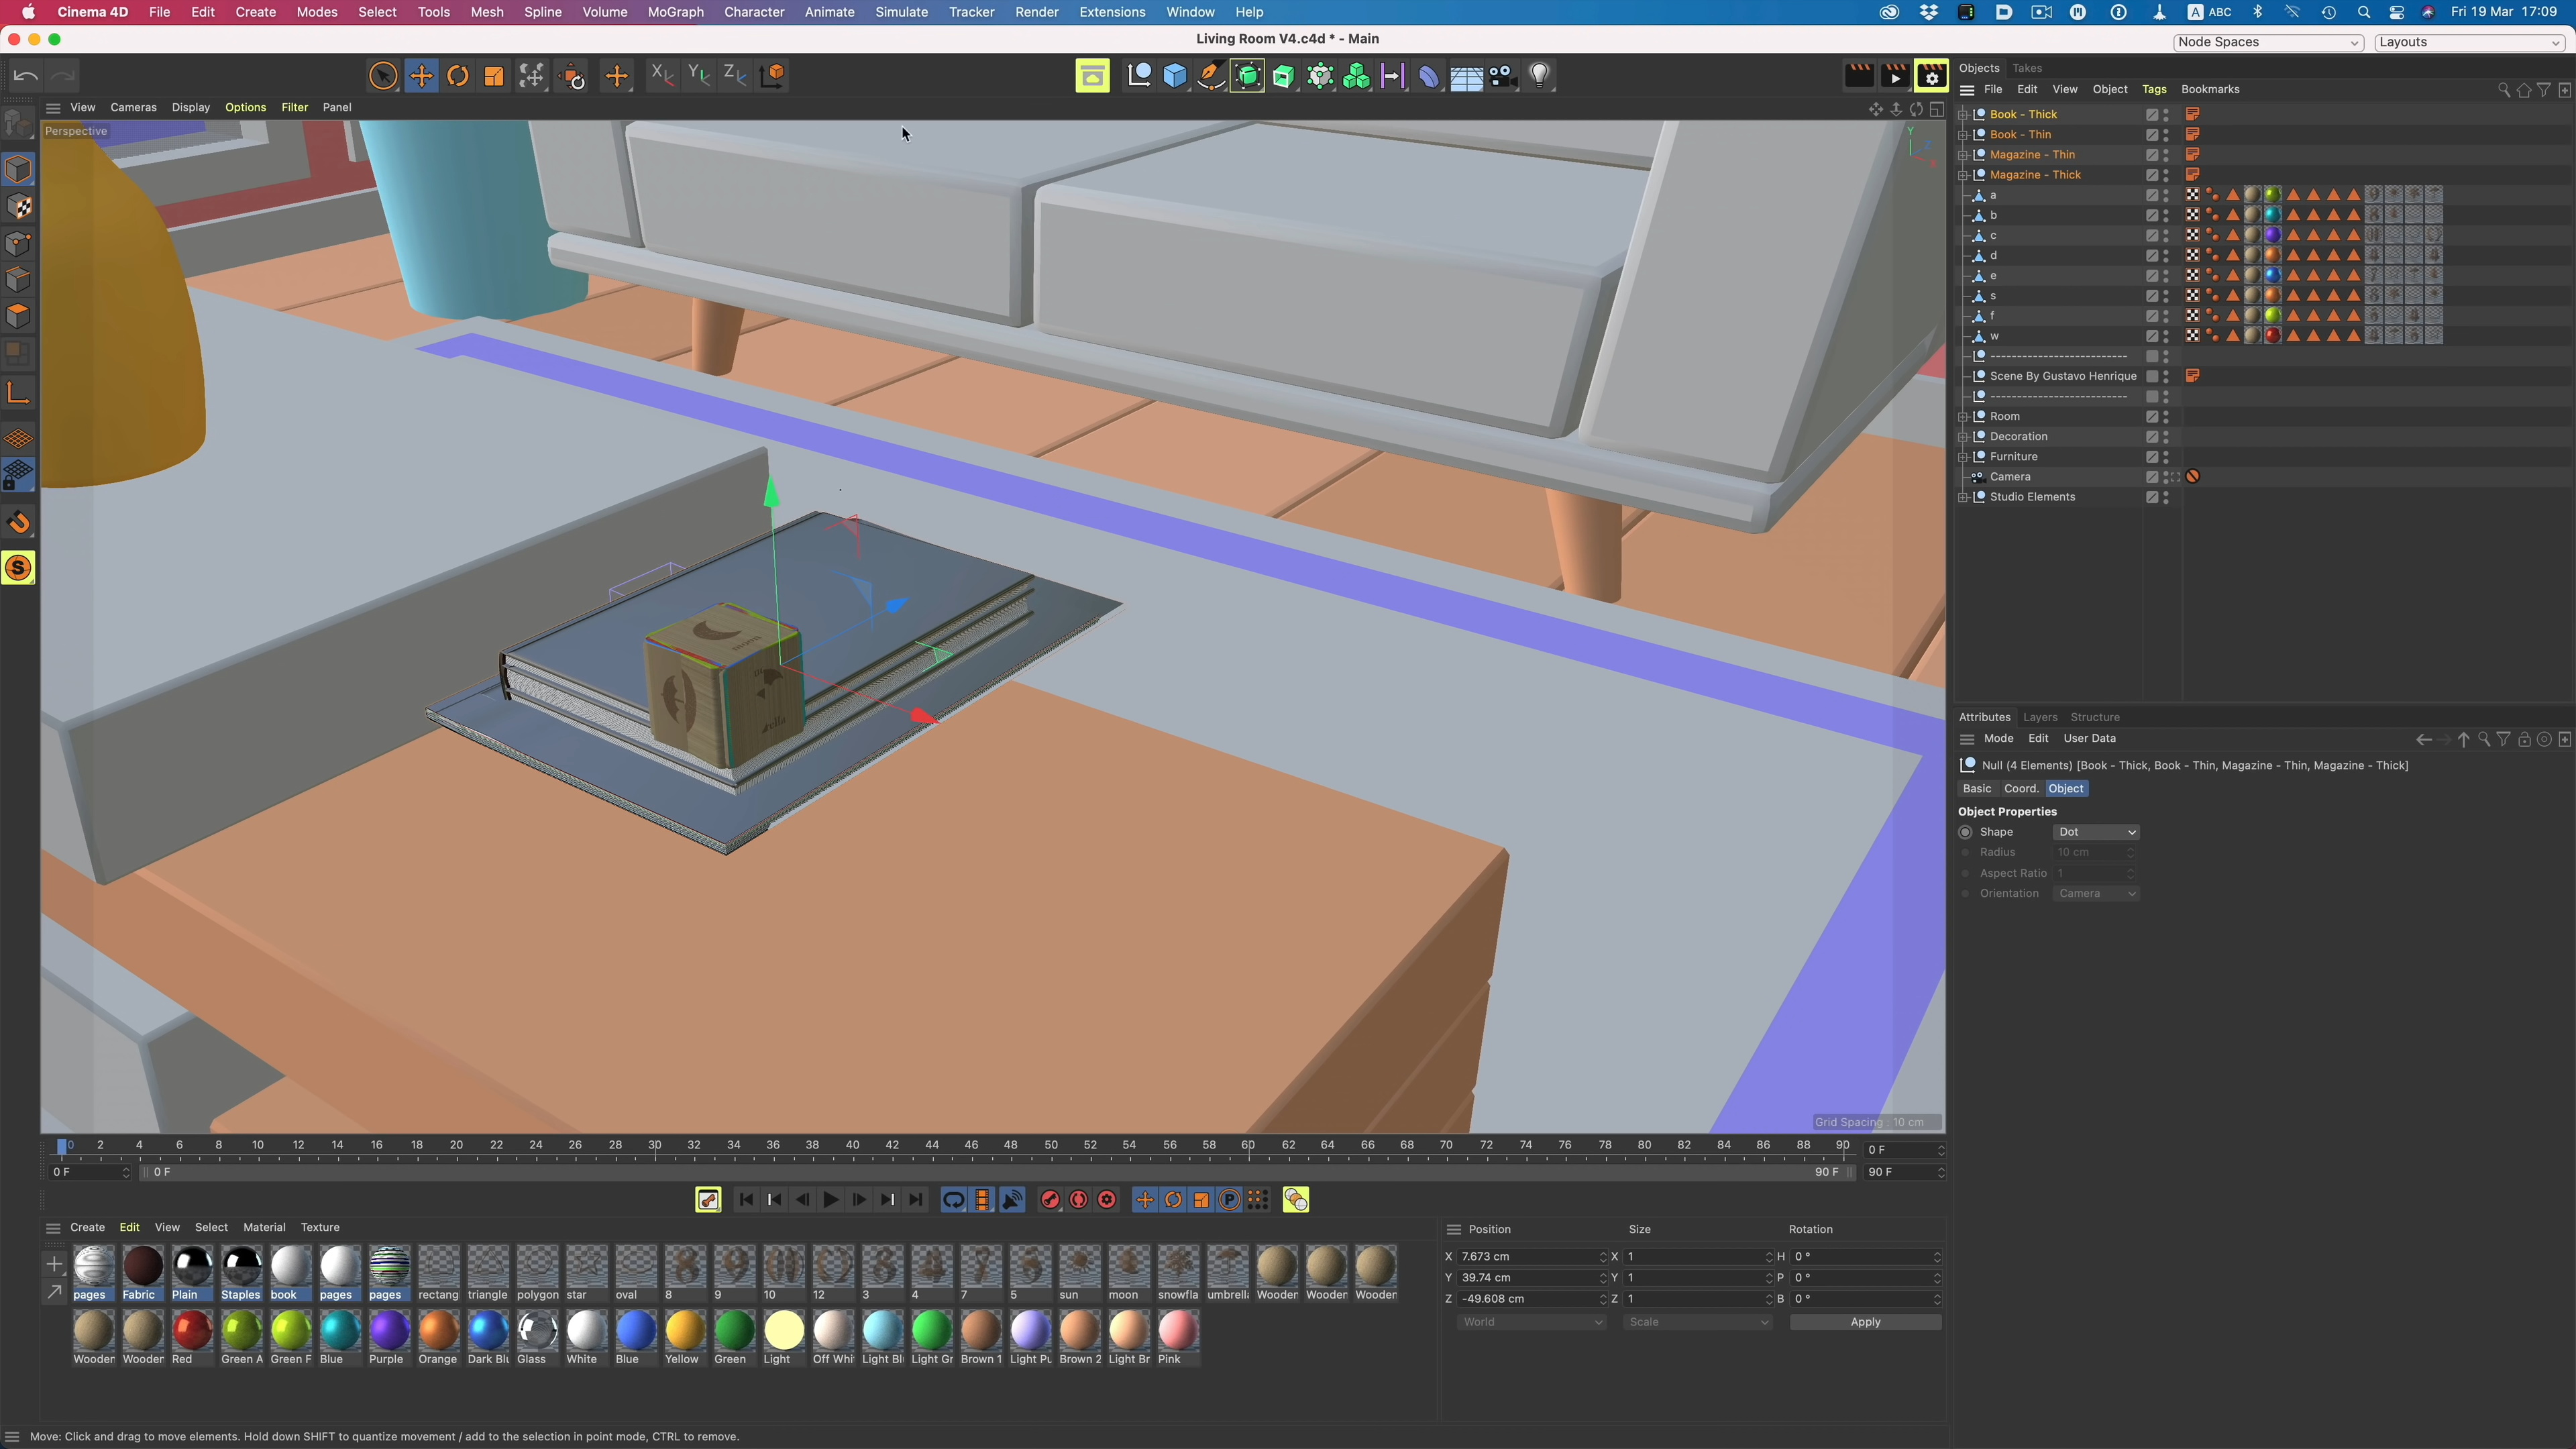 Cinema 4D File Edit Create Modes Select Tools Mesh Spline Volume MoGraph Character Animate Simulate Tracker Render Extensions Window Help A ABC Fri 19 Mar 17:09
Living Room V4.c4d * - Main
Node Spaces Layouts
X Y Z
Objects Takes
File Edit View Object Tags Bookmarks
View Cameras Display Options Filter Panel
Perspective
Y
Book - Thick
Book - Thin
Magazine - Thin
Magazine - Thick
a
b
c
d
e
s
f
w
---------------------------
Scene By Gustavo Henrique
---------------------------
Room
Decoration
Furniture
Camera
Studio Elements
S
moon
Grid Spacing : 10 cm
Attributes Layers Structure
Mode Edit User Data
Null (4 Elements) [Book - Thick, Book - Thin, Magazine - Thin, Magazine - Thick]
Basic Coord. Object
Object Properties
Shape Dot
Radius 10 cm
Aspect Ratio 1
Orientation Camera
0 2 4 6 8 10 12 14 16 18 20 22 24 26 28 30 32 34 36 38 40 42 44 46 48 50 52 54 56 58 60 62 64 66 68 70 72 74 76 78 80 82 84 86 88 90 0 F
0 F 0 F 90 F 90 F
P
Create Edit View Select Material Texture
pages Fabric Plain Staples book pages pages rectang triangle polygon star oval 8 9 10 12 3 4 7 5 sun moon snowfla umbrella Wooden Wooden Wooden
Wooden Wooden Red Green A Green F Blue Purple Orange Dark Blu Glass White Blue Yellow Green Light Off Whi Light Bl Light Gr Brown 1 Light Pu Brown 2 Light Br Pink
Position Size Rotation
X 7.673 cm X 1 H 0 °
Y 39.74 cm Y 1 P 0 °
Z -49.608 cm Z 1 B 0 °
World Scale Apply
Move: Click and drag to move elements. Hold down SHIFT to quantize movement / add to the selection in point mode, CTRL to remove.